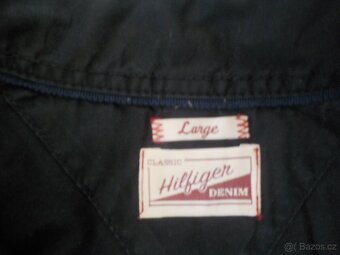 Large
CLASSIC
Hilfiger
DENIM
Bazos.cz